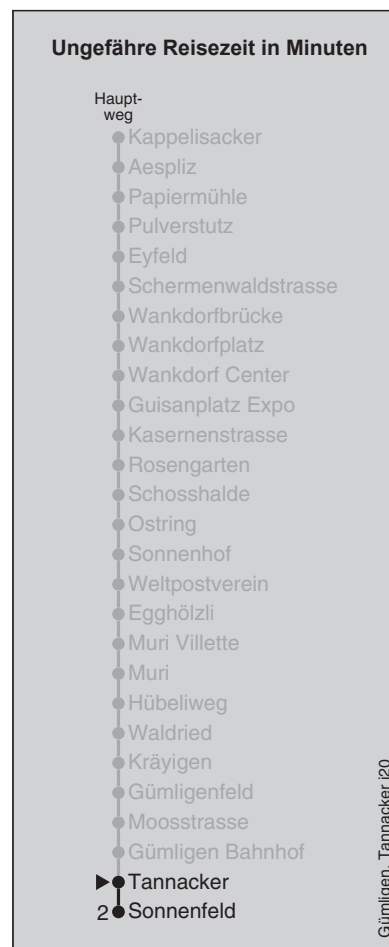 Ungefähre Reisezeit in Minuten
Haupt-
weg
Kappelisacker
Aespliz
Papiermühle
Pulverstutz
Eyfeld
Schermenwaldstrasse
Wankdorfbrücke
Wankdorfplatz
Wankdorf Center
Guisanplatz Expo
Kasernenstrasse
Rosengarten
Schosshalde
Ostring
Sonnenhof
Weltpostverein
Egghölzli
Muri Villette
Muri
Hübeliweg
Waldried
Kräyigen
Gümligenfeld
Moosstrasse
Gümligen Bahnhof
Tannacker
2 Sonnenfeld
Gümligen, Tannacker j20